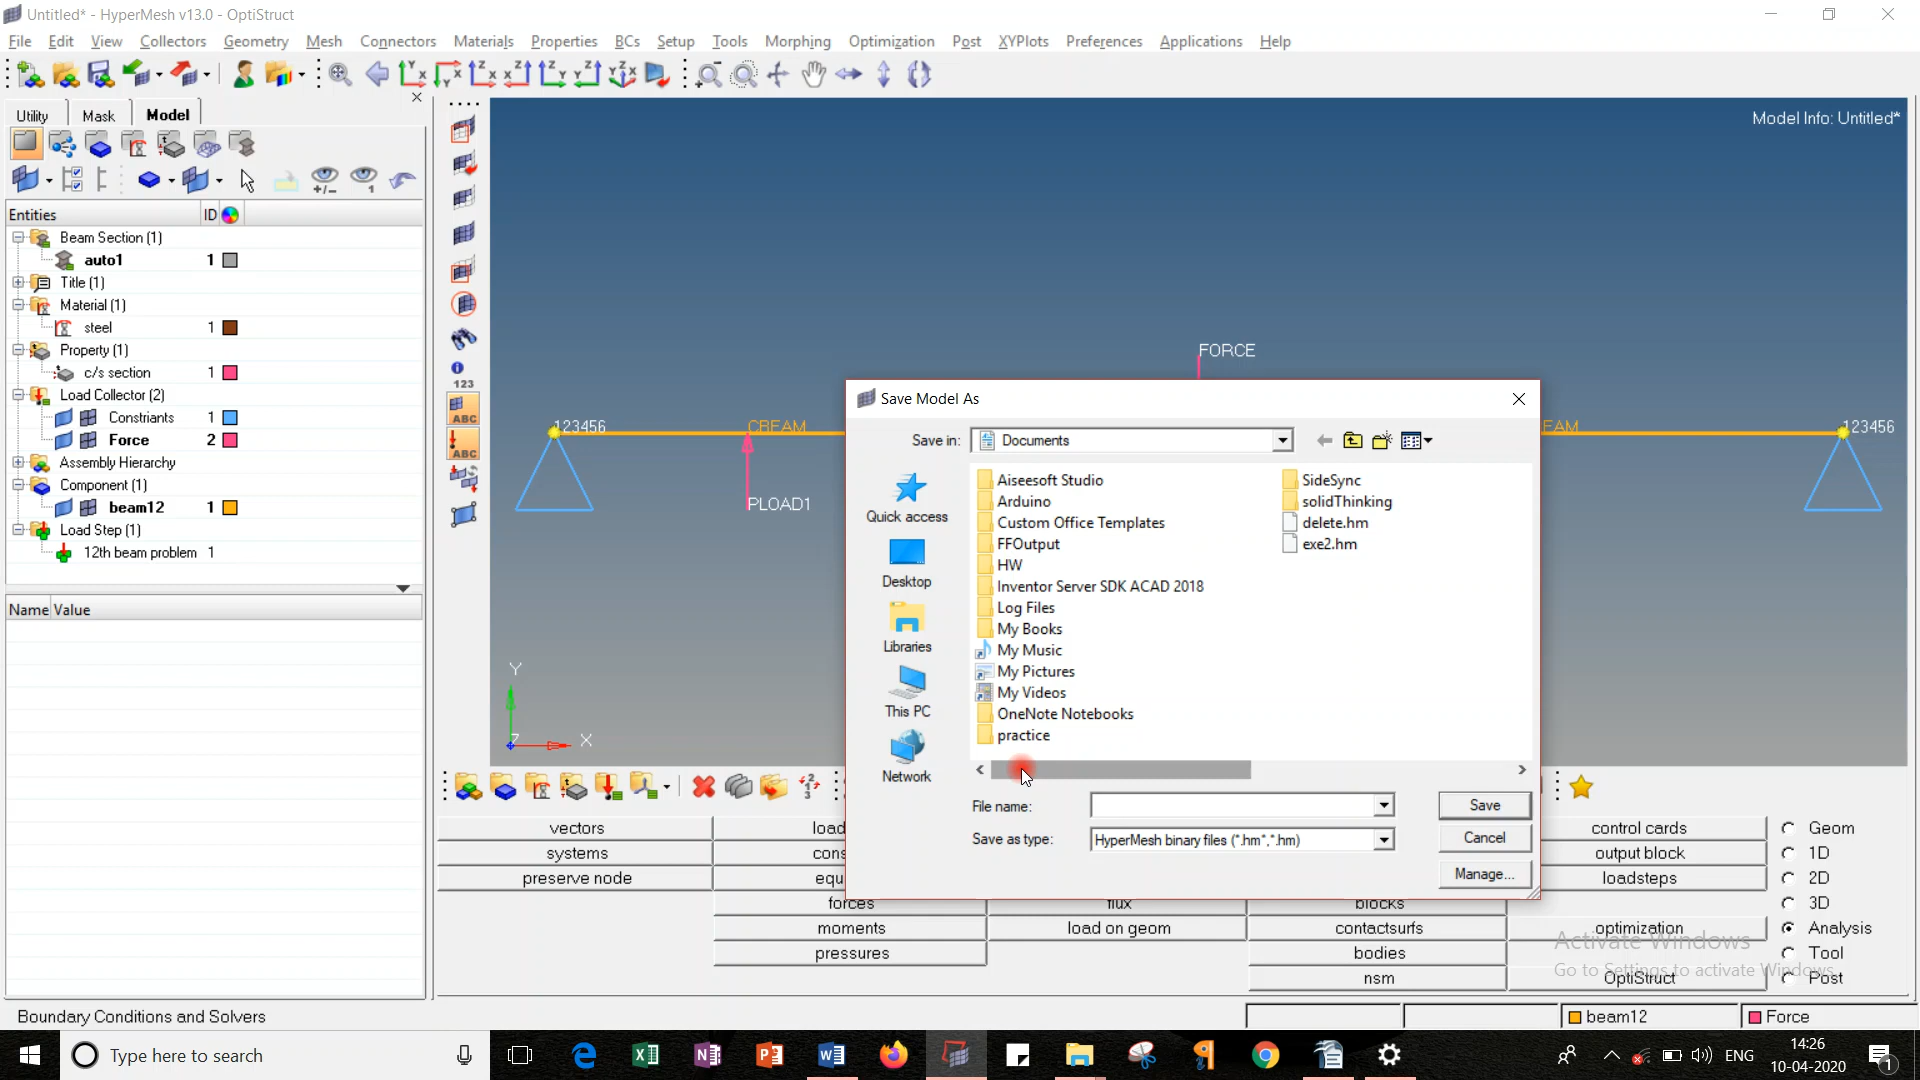 Untitled* - HyperMesh v13.0 - OptiStruct
File Edit View Collectors Geometry Mesh Connectors Materials Properties BCs Setup Tools Morphing Optimization Post XYPlots Preferences Applications Help
Utility Mask Model
Model Info: Untitled*
Entities ID
Beam Section (1)
auto1 1
Title (1)
Material (1)
steel 1
Property (1)
c/s section 1
Load Collector (2)
Constriants 1
Force 2
Assembly Hierarchy
Component (1)
beam12 1
Load Step (1)
12th beam problem 1
Name Value
123
ABC
ABC
FORCE
123456
CBEAM
EAM
123456
PLOAD1
Y
Z
X
Save Model As
Save in: Documents
Quick access
Desktop
Libraries
This PC
Network
Aiseesoft Studio
Arduino
Custom Office Templates
FFOutput
HW
Inventor Server SDK ACAD 2018
Log Files
My Books
My Music
My Pictures
My Videos
OneNote Notebooks
practice
SideSync
solidThinking
delete.hm
exe2.hm
File name: Save
Save as type: HyperMesh binary files (*.hm*,*.hm) Cancel
Manage...
vectors load control cards Geom
systems cons output block 1D
preserve node equ loadsteps 2D
forces flux blocks 3D
moments load on geom contactsurfs optimization Analysis
pressures bodies Tool
nsm OptiStruct Post
Activate Windows
Go to Settings to activate Windows.
Boundary Conditions and Solvers beam12 Force
Type here to search
ENG
14:26
10-04-2020
1